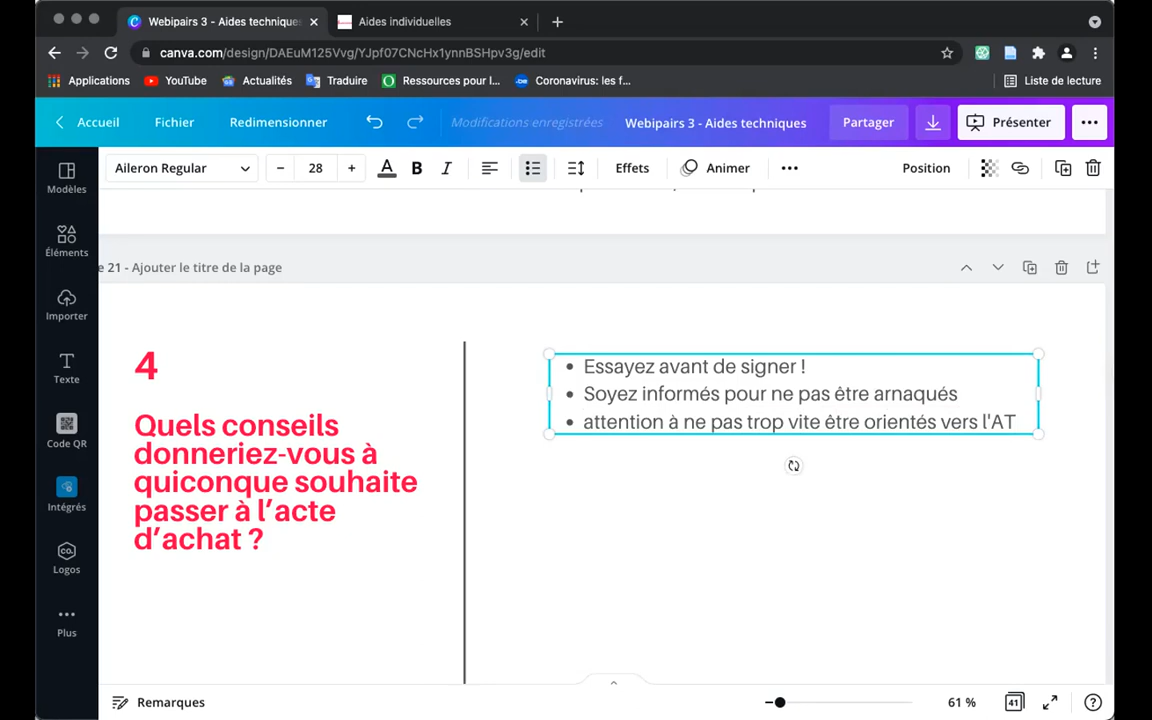 Webipairs 3 - Aides techniques
Aides individuelles
canva.com/design/DAEuM125Vvg/YJpf07CNcHx1ynnBSHpv3g/edit
Applications YouTube Actualités Traduire Ressources pour l... Coronavirus: les f... Liste de lecture
Accueil Fichier Redimensionner Modifications enregistrées Webipairs 3 - Aides techniques Partager Présenter
Aileron Regular 28 A B I Effets Animer Position
Modèles
Éléments
Importer
Texte
Code QR
Intégrés
co.
Logos
Plus
e 21 - Ajouter le titre de la page
4
Quels conseils
donneriez-vous à
quiconque souhaite
passer à l’acte
d’achat ?
• Essayez avant de signer !
• Soyez informés pour ne pas être arnaqués
• attention à ne pas trop vite être orientés vers l'AT
Remarques 61 % 41